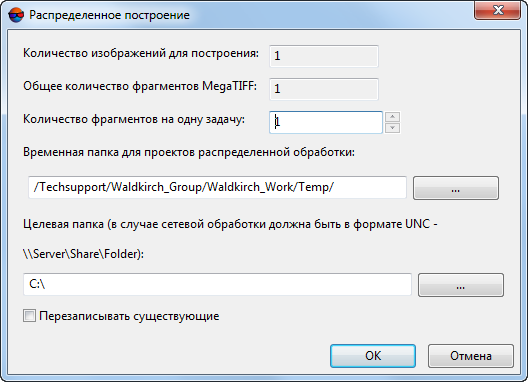 Распределенное построение
Количество изображений для построения: 1
Общее количество фрагментов MegaTIFF: 1
Количество фрагментов на одну задачу: 1
Временная папка для проектов распределенной обработки:
/Techsupport/Waldkirch_Group/Waldkirch_Work/Temp/ ...
Целевая папка (в случае сетевой обработки должна быть в формате UNC -
\\Server\Share\Folder):
C:\ ...
Перезаписывать существующие
OK Отмена